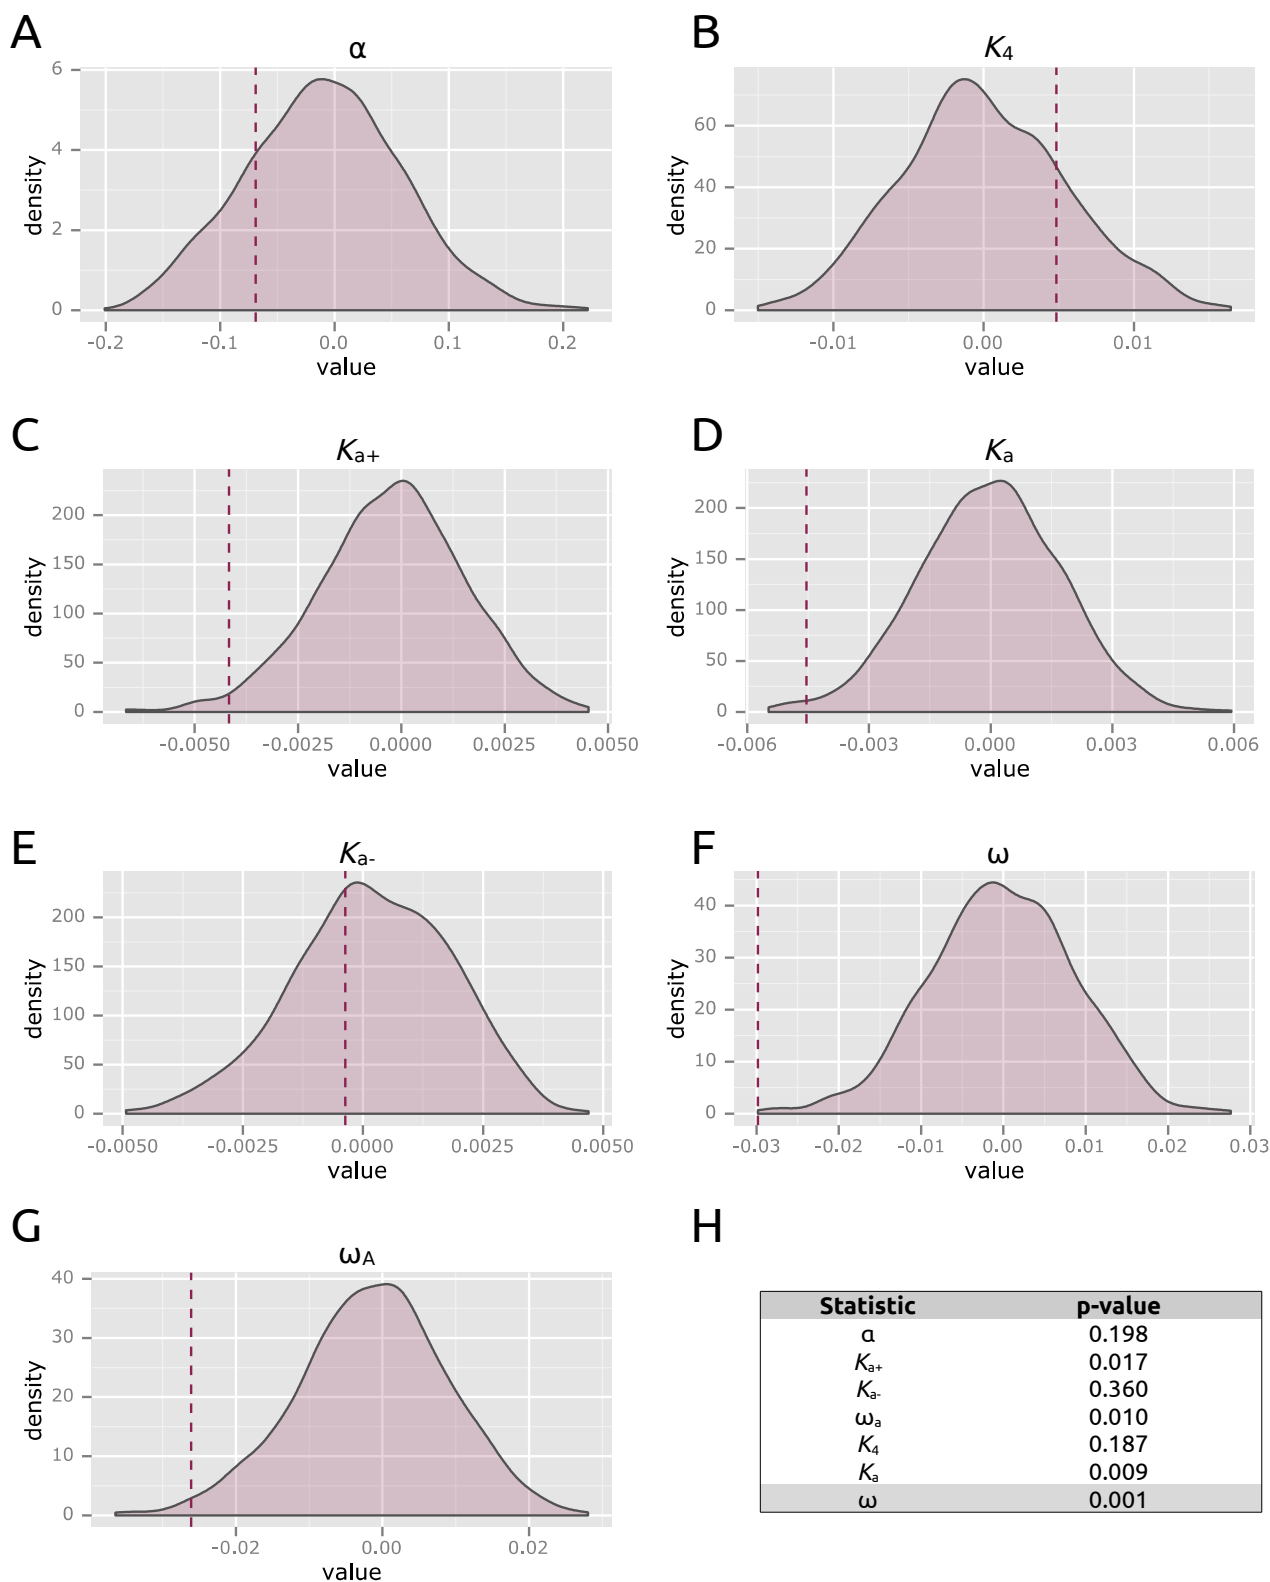 A
α
density
6
4
2
0
-0.2 -0.1 0.0 0.1 0.2
value
B
K4
density
60
40
20
0
-0.01 0.00 0.01
value
C
Ka+
density
200
150
100
50
0
-0.0050 -0.0025 0.0000 0.0025 0.0050
value
D
Ka
density
200
150
100
50
0
-0.006 -0.003 0.000 0.003 0.006
value
E
Ka-
density
200
150
100
50
0
-0.0050 -0.0025 0.0000 0.0025 0.0050
value
F
ω
density
40
30
20
10
0
-0.03 -0.02 -0.01 0.00 0.01 0.02 0.03
value
G
ωA
density
40
30
20
10
0
-0.02 0.00 0.02
value
H
Statistic p-value
α 0.198
Ka+ 0.017
Ka- 0.360
ωa 0.010
K4 0.187
Ka 0.009
ω 0.001